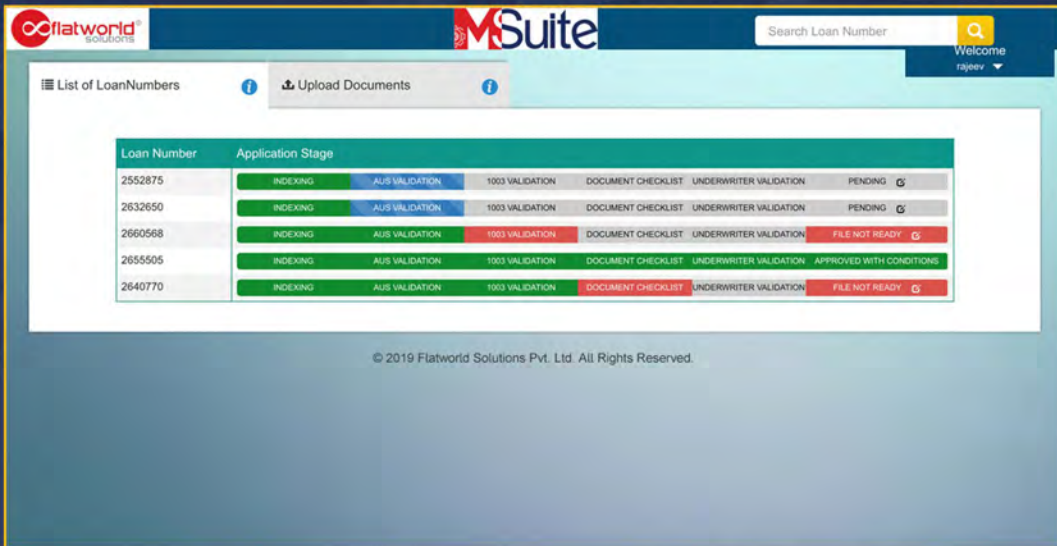 flatworld®
solutions
MSuite
Search Loan Number
Welcome
rajeev
List of LoanNumbers
Upload Documents
Loan Number Application Stage
2552875 INDEXING AUS VALIDATION 1003 VALIDATION DOCUMENT CHECKLIST UNDERWRITER VALIDATION PENDING
2632650 INDEXING AUS VALIDATION 1003 VALIDATION DOCUMENT CHECKLIST UNDERWRITER VALIDATION PENDING
2660568 INDEXING AUS VALIDATION 1003 VALIDATION DOCUMENT CHECKLIST UNDERWRITER VALIDATION FILE NOT READY
2655505 INDEXING AUS VALIDATION 1003 VALIDATION DOCUMENT CHECKLIST UNDERWRITER VALIDATION APPROVED WITH CONDITIONS
2640770 INDEXING AUS VALIDATION 1003 VALIDATION DOCUMENT CHECKLIST UNDERWRITER VALIDATION FILE NOT READY
© 2019 Flatworld Solutions Pvt. Ltd. All Rights Reserved.